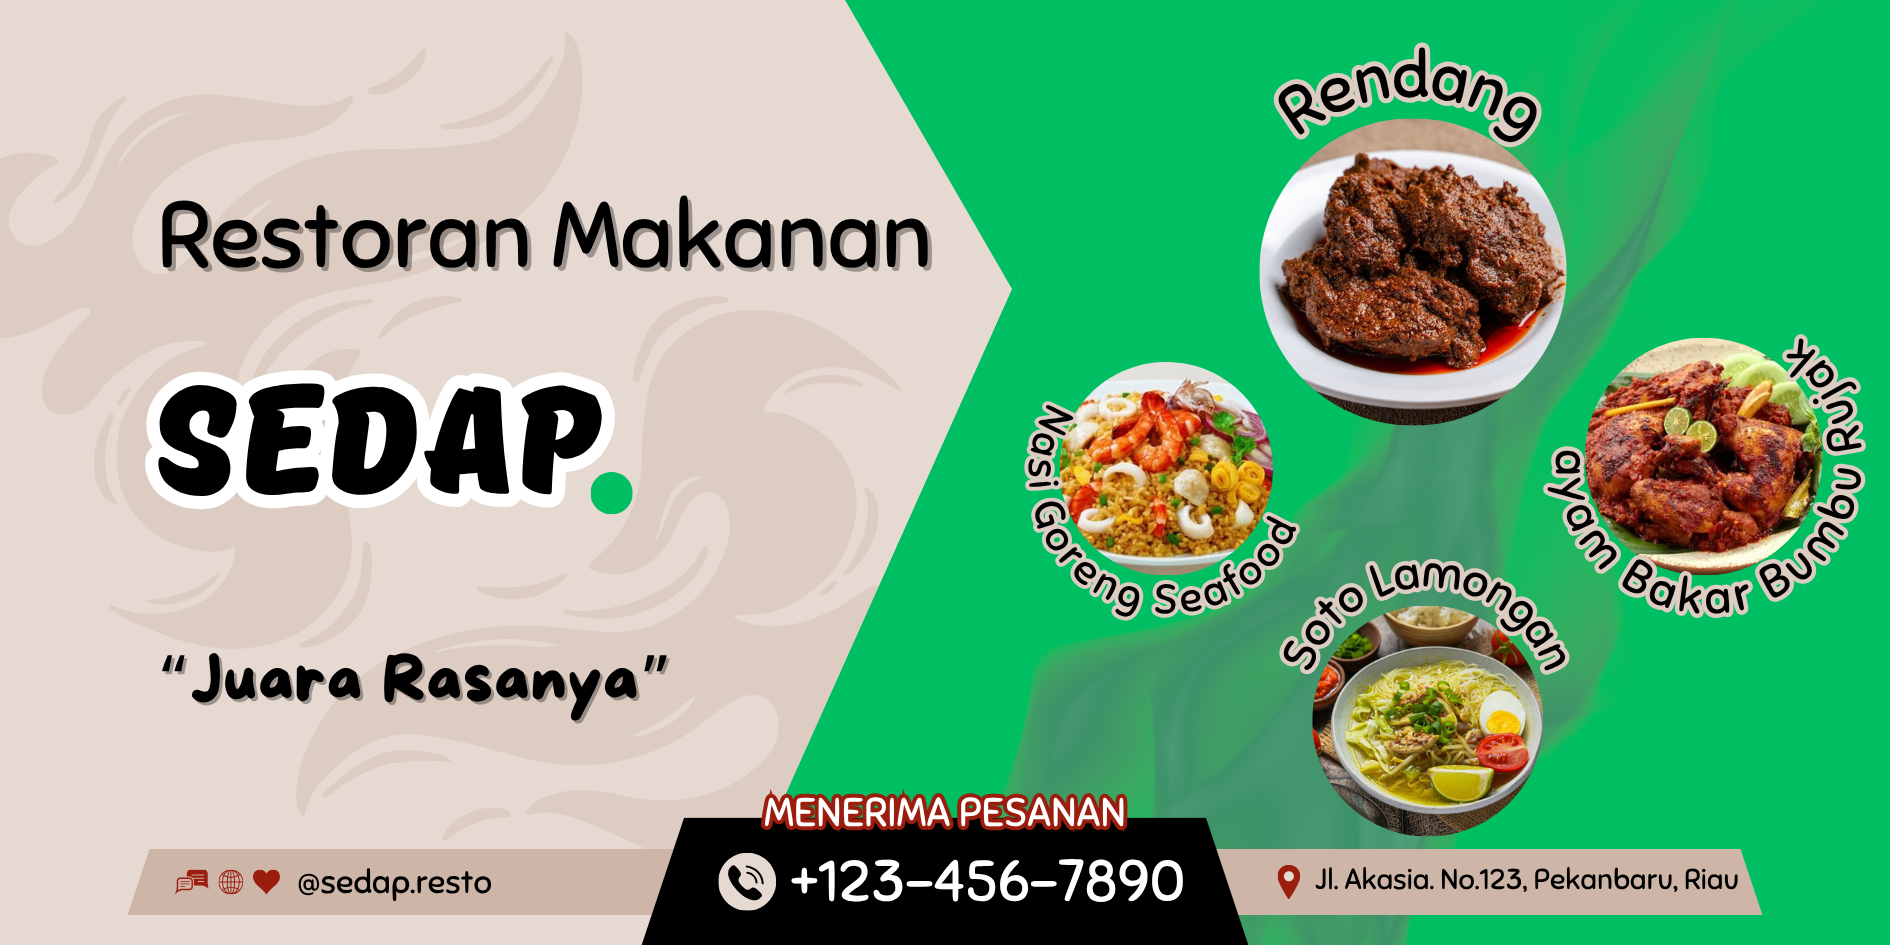 Restoran Makanan
SEDAP.
“Juara Rasanya”
Rendang
Nasi Goreng Seafood
ayam Bakar Bumbu Rujak
Soto Lamongan
MENERIMA PESANAN
@sedap.resto
+123-456-7890
Jl. Akasia. No.123, Pekanbaru, Riau